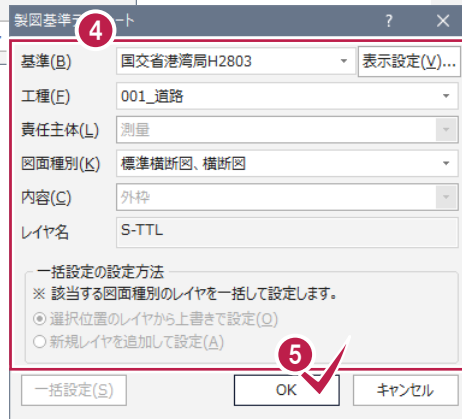 製図基準テ ート ? ×
4
基準(B) 国交省港湾局H2803 表示設定(V)...
工種(F) 001_道路
責任主体(L) 測量
図面種別(K) 標準横断図、横断図
内容(C) 外枠
レイヤ名 S-TTL
一括設定の設定方法
※ 該当する図面種別のレイヤを一括して設定します。
選択位置のレイヤから上書きで設定(O)
新規レイヤを追加して設定(A)
5
一括設定(S) OK キャンセル